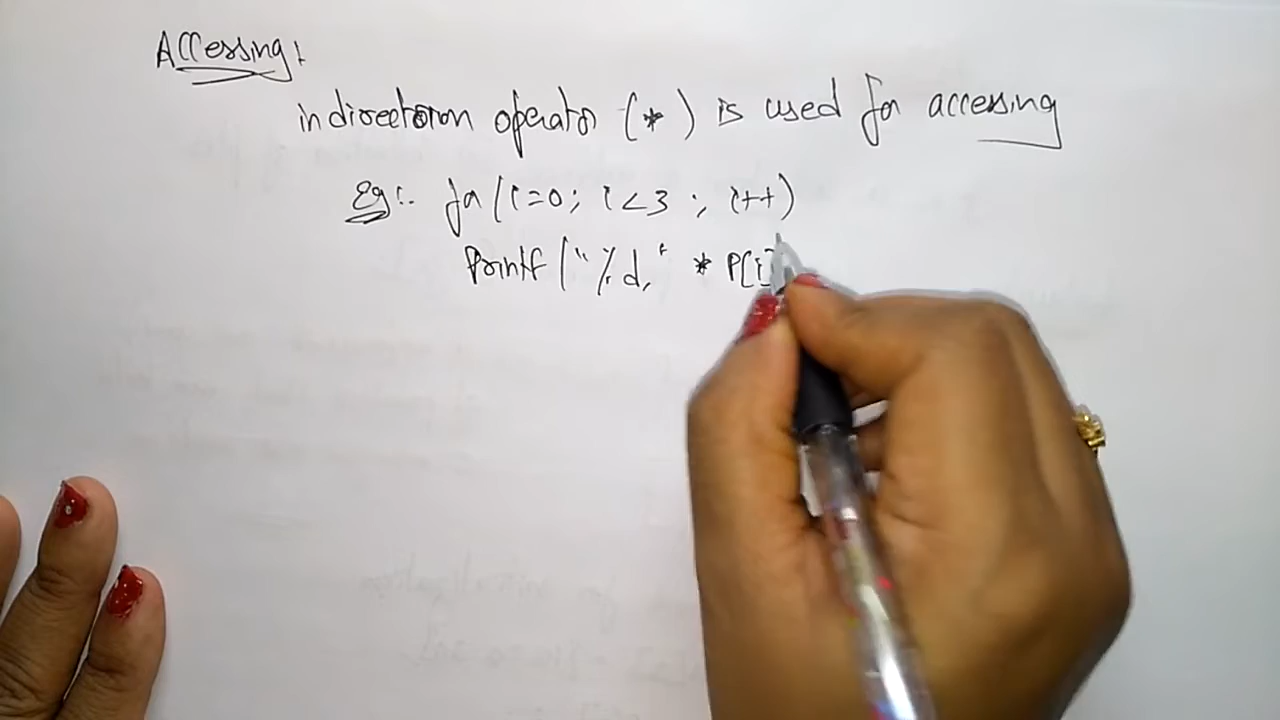 Accessing:
indirection operator (*) is used for accessing
Eg:- for (i=0; i<3; i++)
Printf ("%d," * P[i]